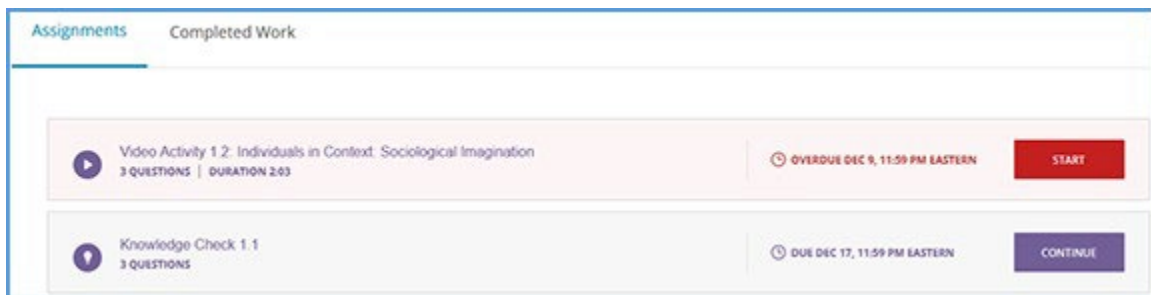 Assignments Completed Work
Video Activity 1.2: Individuals in Context: Sociological Imagination
3 QUESTIONS | DURATION 2:03
OVERDUE DEC 9, 11:59 PM EASTERN
START
Knowledge Check 1.1
3 QUESTIONS
DUE DEC 17, 11:59 PM EASTERN
CONTINUE